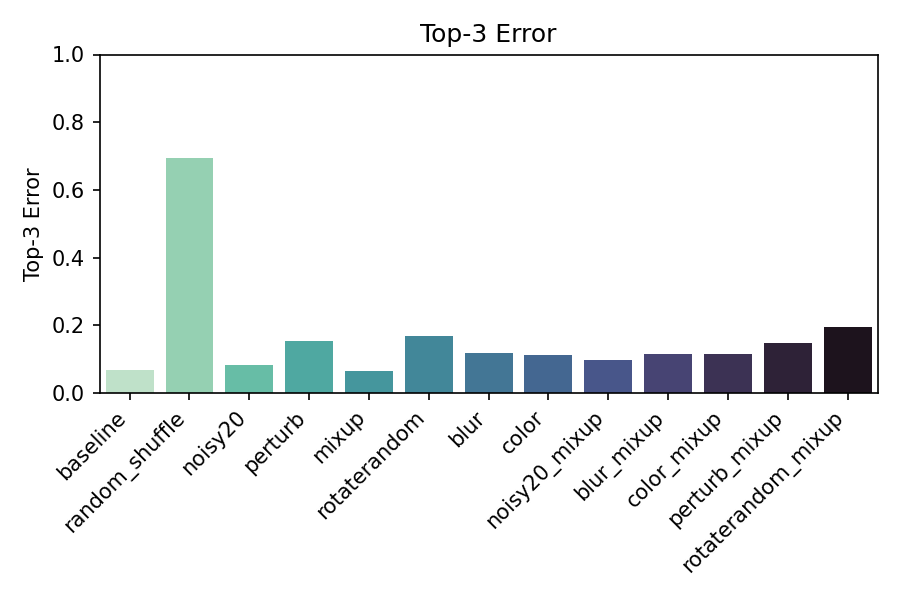 Top-3 Error
Top-3 Error
1.0
0.8
0.6
0.4
0.2
0.0
baseline
random_shuffle
noisy20
perturb
mixup
rotaterandom
blur
color
noisy20_mixup
blur_mixup
color_mixup
perturb_mixup
rotaterandom_mixup